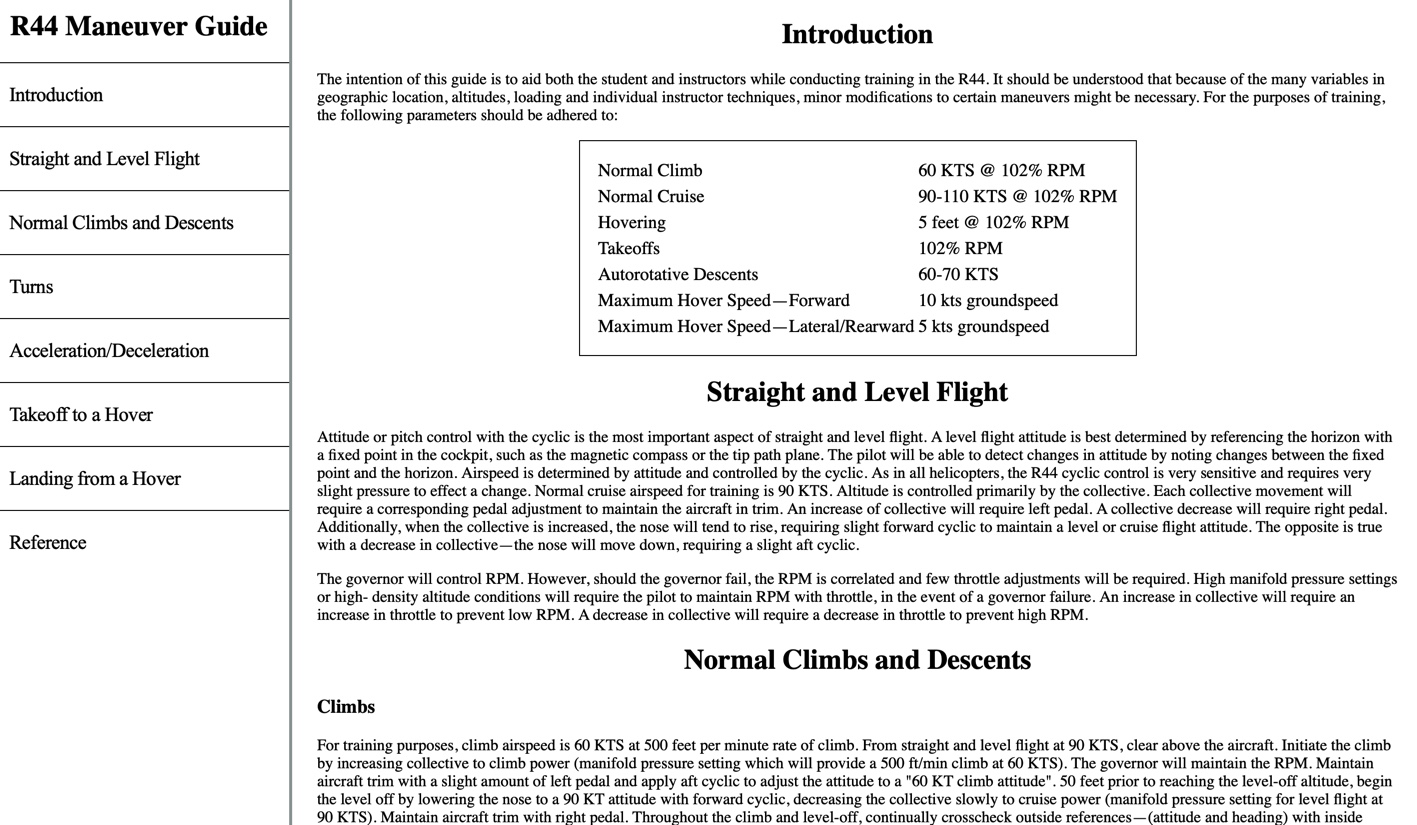 R44 Maneuver Guide
Introduction
Straight and Level Flight
Normal Climbs and Descents
Turns
Acceleration/Deceleration
Takeoff to a Hover
Landing from a Hover
Reference
Introduction
The intention of this guide is to aid both the student and instructors while conducting training in the R44. It should be understood that because of the many variables in
geographic location, altitudes, loading and individual instructor techniques, minor modifications to certain maneuvers might be necessary. For the purposes of training,
the following parameters should be adhered to:
Normal Climb 60 KTS @ 102% RPM
Normal Cruise 90-110 KTS @ 102% RPM
Hovering 5 feet @ 102% RPM
Takeoffs 102% RPM
Autorotative Descents 60-70 KTS
Maximum Hover Speed—Forward 10 kts groundspeed
Maximum Hover Speed—Lateral/Rearward 5 kts groundspeed
Straight and Level Flight
Attitude or pitch control with the cyclic is the most important aspect of straight and level flight. A level flight attitude is best determined by referencing the horizon with
a fixed point in the cockpit, such as the magnetic compass or the tip path plane. The pilot will be able to detect changes in attitude by noting changes between the fixed
point and the horizon. Airspeed is determined by attitude and controlled by the cyclic. As in all helicopters, the R44 cyclic control is very sensitive and requires very
slight pressure to effect a change. Normal cruise airspeed for training is 90 KTS. Altitude is controlled primarily by the collective. Each collective movement will
require a corresponding pedal adjustment to maintain the aircraft in trim. An increase of collective will require left pedal. A collective decrease will require right pedal.
Additionally, when the collective is increased, the nose will tend to rise, requiring slight forward cyclic to maintain a level or cruise flight attitude. The opposite is true
with a decrease in collective—the nose will move down, requiring a slight aft cyclic.
The governor will control RPM. However, should the governor fail, the RPM is correlated and few throttle adjustments will be required. High manifold pressure settings
or high- density altitude conditions will require the pilot to maintain RPM with throttle, in the event of a governor failure. An increase in collective will require an
increase in throttle to prevent low RPM. A decrease in collective will require a decrease in throttle to prevent high RPM.
Normal Climbs and Descents
Climbs
For training purposes, climb airspeed is 60 KTS at 500 feet per minute rate of climb. From straight and level flight at 90 KTS, clear above the aircraft. Initiate the climb
by increasing collective to climb power (manifold pressure setting which will provide a 500 ft/min climb at 60 KTS). The governor will maintain the RPM. Maintain
aircraft trim with a slight amount of left pedal and apply aft cyclic to adjust the attitude to a "60 KT climb attitude". 50 feet prior to reaching the level-off altitude, begin
the level off by lowering the nose to a 90 KT attitude with forward cyclic, decreasing the collective slowly to cruise power (manifold pressure setting for level flight at
90 KTS). Maintain aircraft trim with right pedal. Throughout the climb and level-off, continually crosscheck outside references—(attitude and heading) with inside